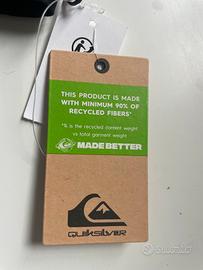 THIS PRODUCT IS MADE
WITH MINIMUM 90% OF
RECYCLED FIBERS*
*% is the recycled content weight
vs total garment weight
MADE BETTER
QUIKSILVER
subito